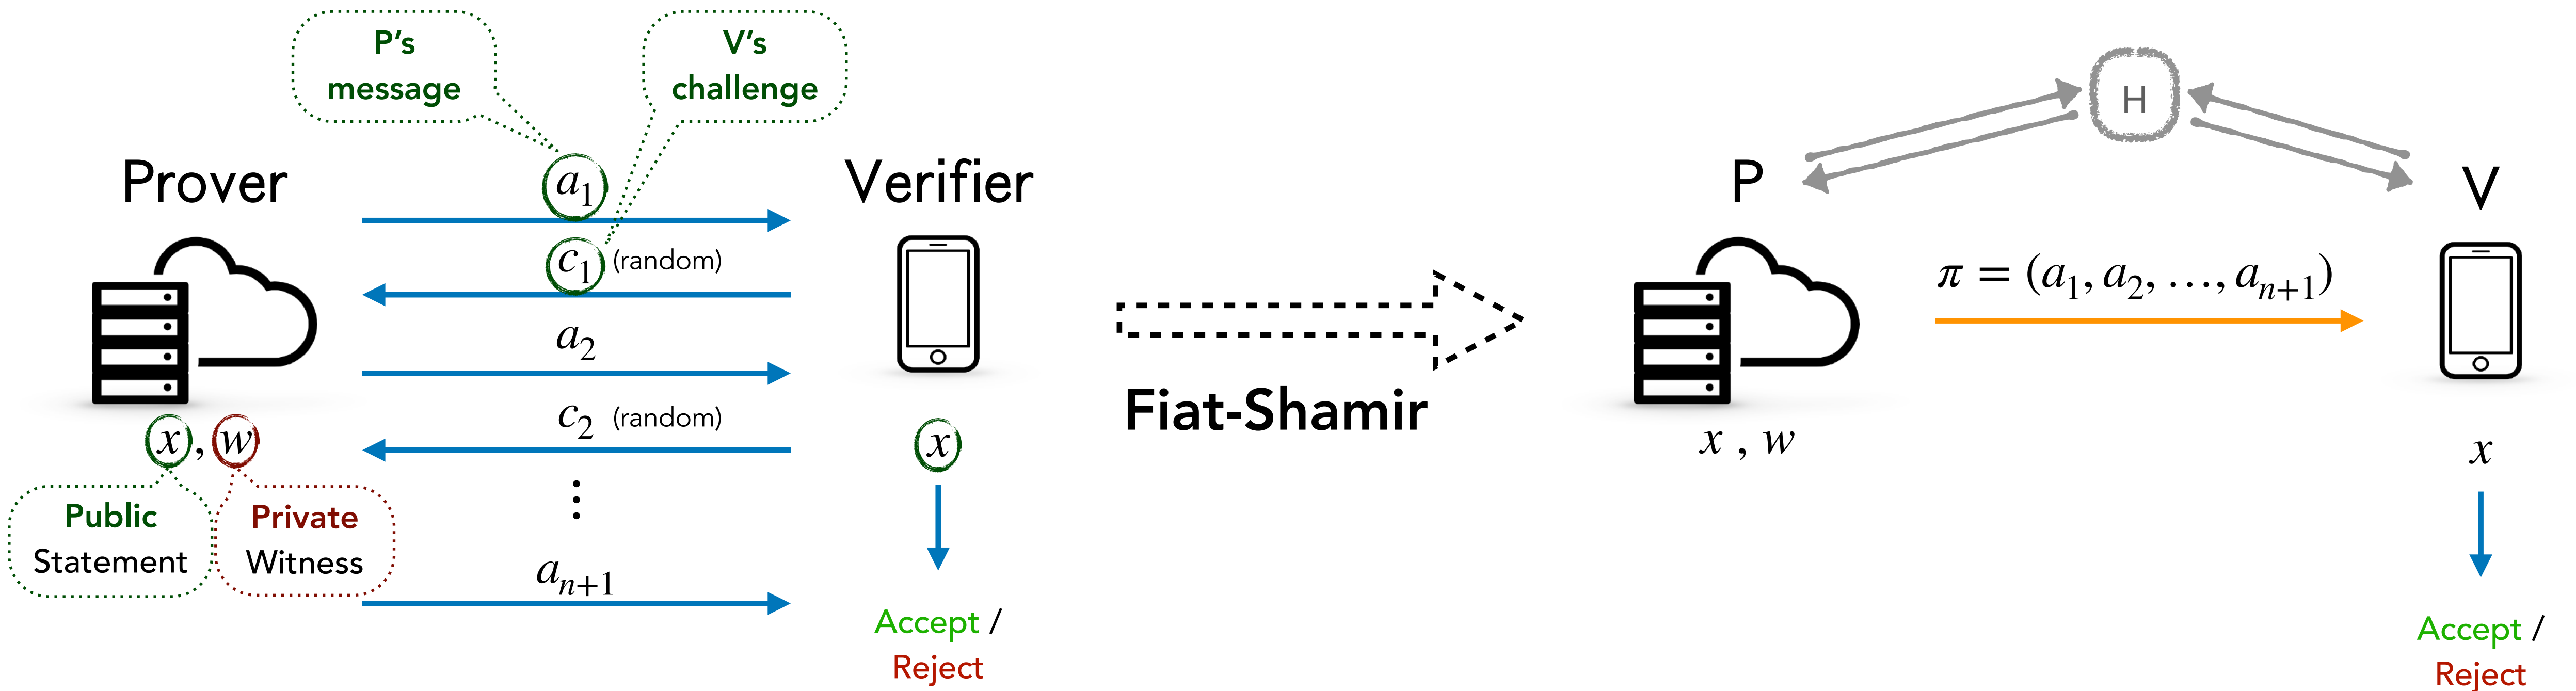 P's
message
V's
challenge
Prover
Verifier
a₁
c₁ (random)
a₂
c₂ (random)
⋮
aₙ₊₁
x , w
Public
Statement
Private
Witness
x
Accept /
Reject
Fiat-Shamir
H
P
V
π = (a₁, a₂, …, aₙ₊₁)
x , w
x
Accept /
Reject